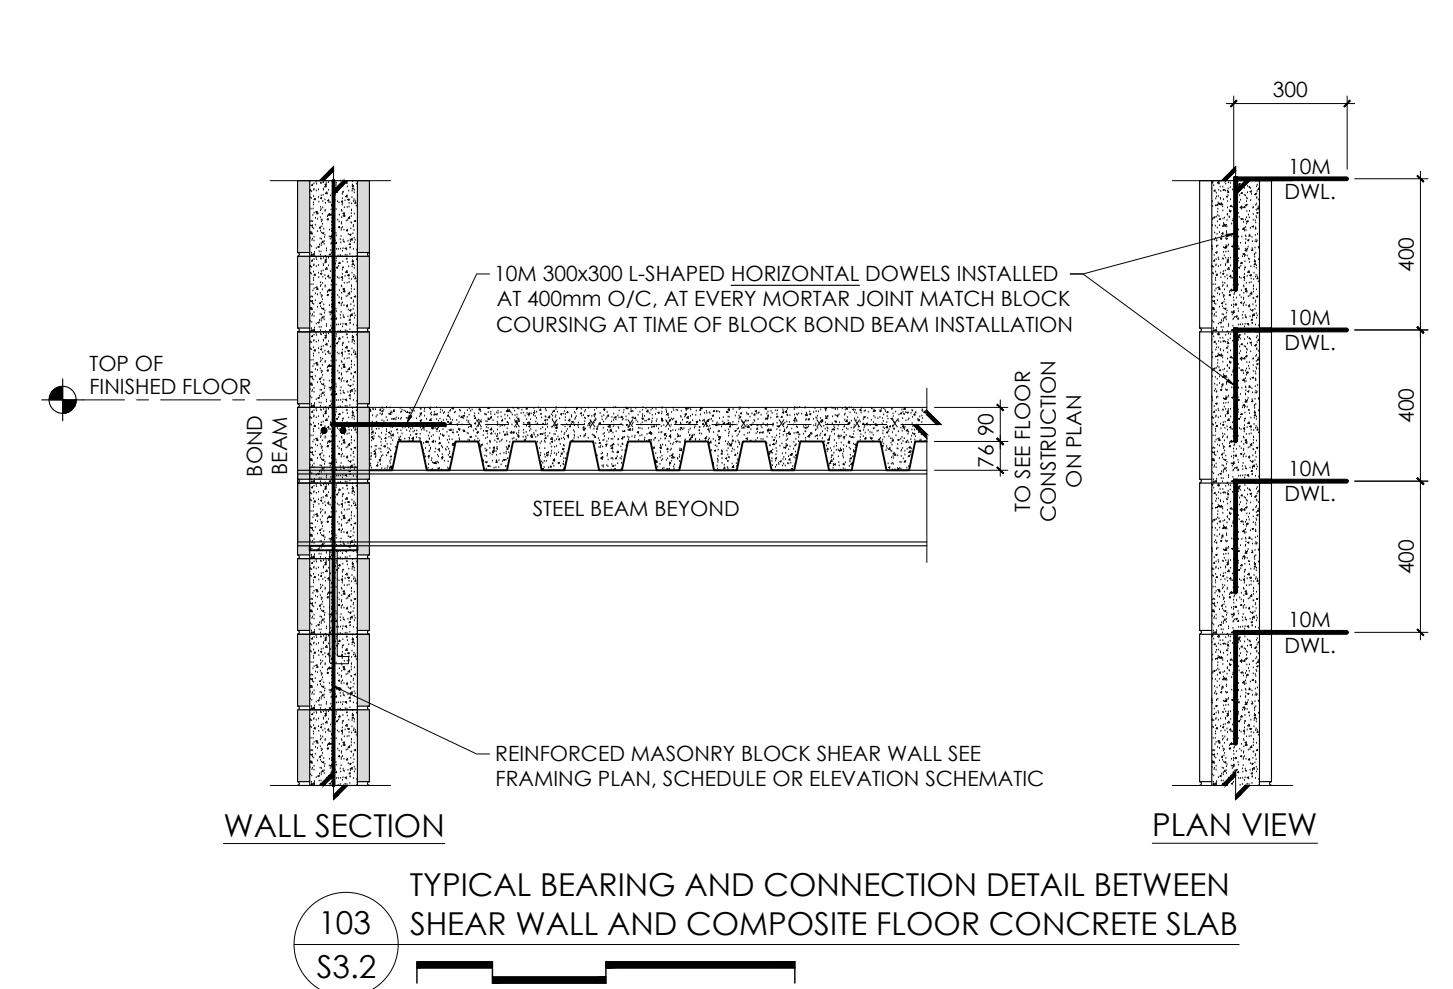 300
10M
DWL.
400
10M 300x300 L-SHAPED HORIZONTAL DOWELS INSTALLED
AT 400mm O/C, AT EVERY MORTAR JOINT MATCH BLOCK
COURSING AT TIME OF BLOCK BOND BEAM INSTALLATION
10M
DWL.
TOP OF
FINISHED FLOOR
BOND
BEAM
90
76
TO SEE FLOOR
CONSTRUCTION
ON PLAN
400
10M
DWL.
STEEL BEAM BEYOND
400
10M
DWL.
REINFORCED MASONRY BLOCK SHEAR WALL SEE
FRAMING PLAN, SCHEDULE OR ELEVATION SCHEMATIC
WALL SECTION
PLAN VIEW
103
S3.2
TYPICAL BEARING AND CONNECTION DETAIL BETWEEN
SHEAR WALL AND COMPOSITE FLOOR CONCRETE SLAB